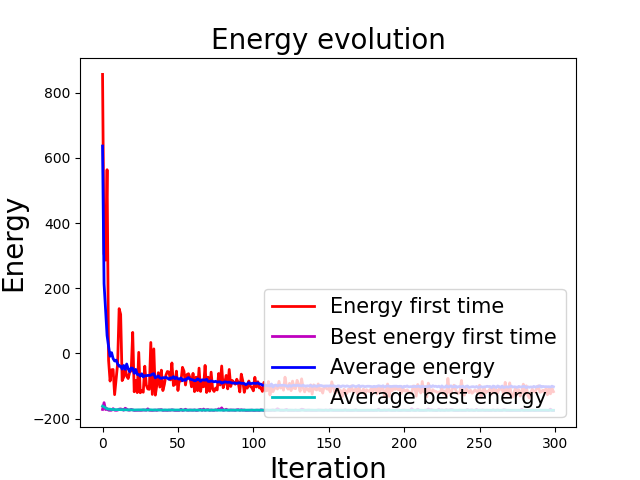 Energy evolution
Energy
800
600
400
200
0
−200
Energy first time
Best energy first time
Average energy
Average best energy
0 50 100 150 200 250 300
Iteration